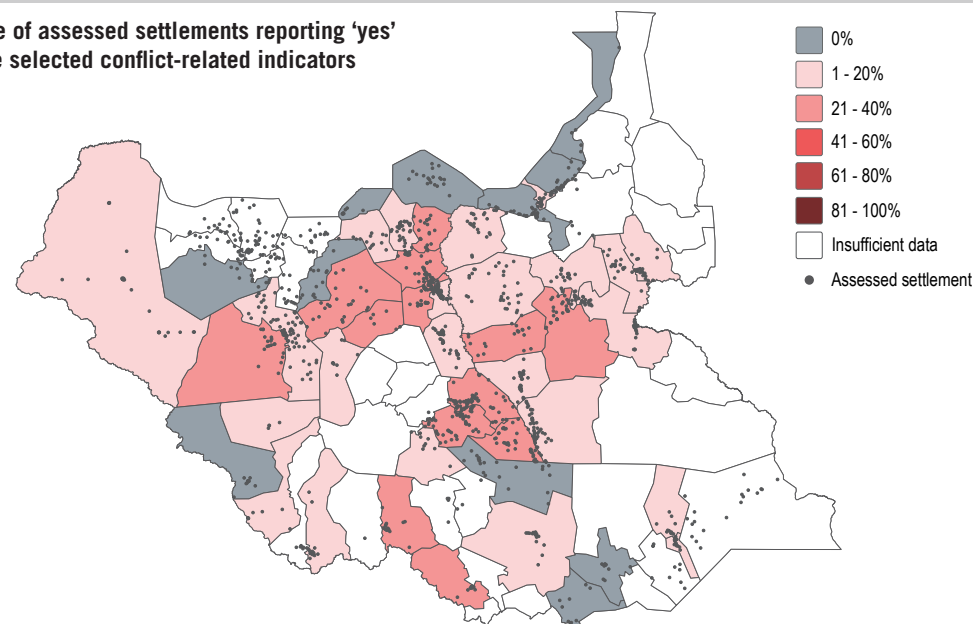 e of assessed settlements reporting ‘yes’
e selected conflict-related indicators
0%
1 - 20%
21 - 40%
41 - 60%
61 - 80%
81 - 100%
Insufficient data
Assessed settlement